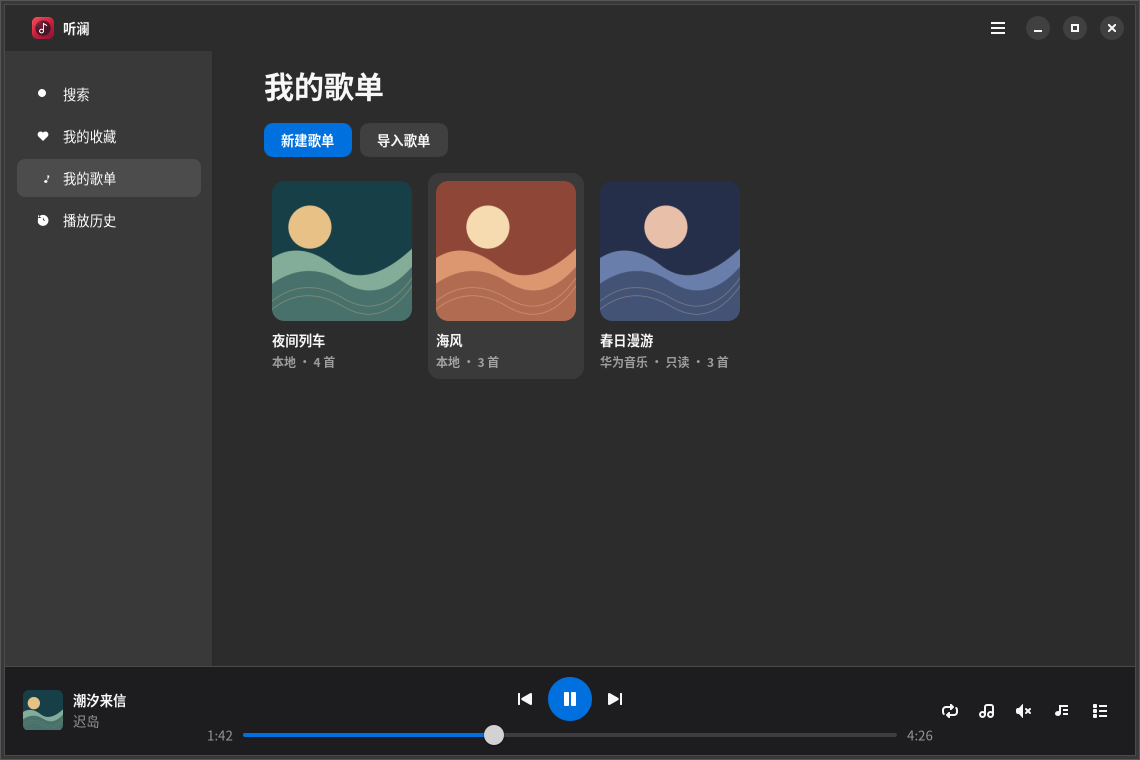 听澜
搜索
我的收藏
我的歌单
播放历史
我的歌单
新建歌单
导入歌单
夜间列车
本地 · 4 首
海风
本地 · 3 首
春日漫游
华为音乐 · 只读 · 3 首
潮汐来信
迟岛
1:42
4:26